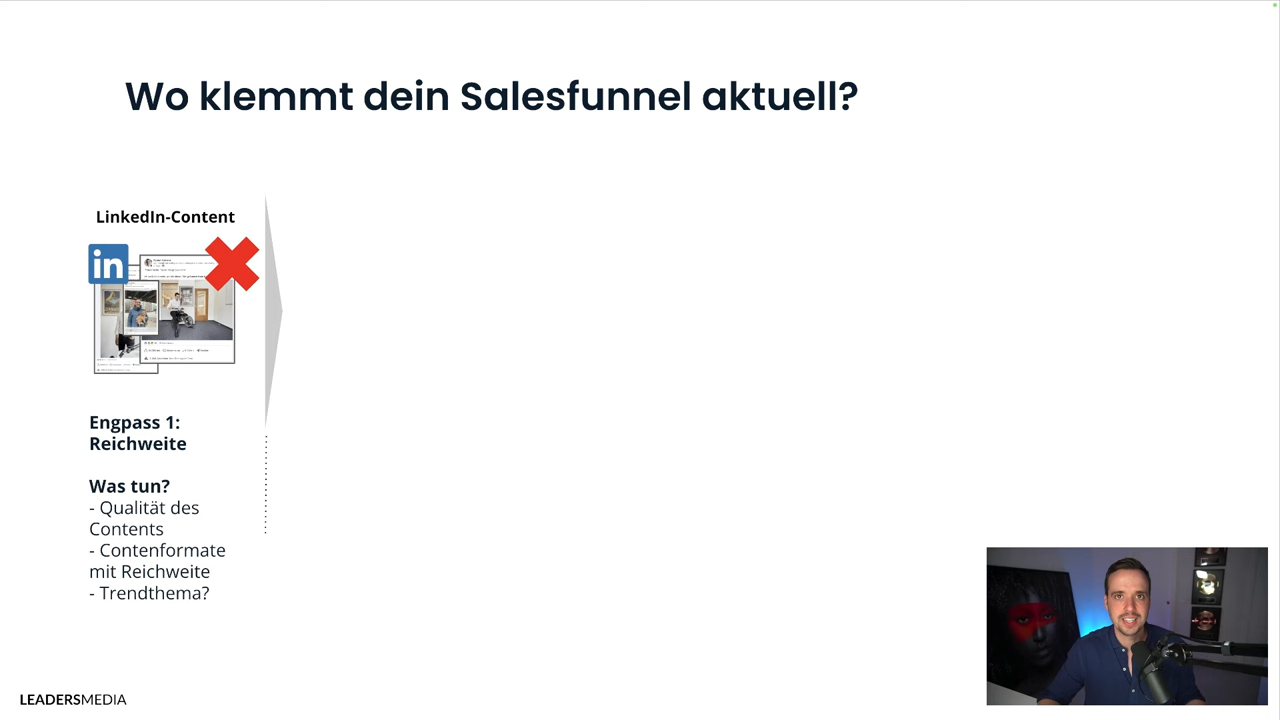 Wo klemmt dein Salesfunnel aktuell?
LinkedIn-Content
in
Engpass 1:
Reichweite
Was tun?
- Qualität des
Contents
- Contenformate
mit Reichweite
- Trendthema?
LEADERSMEDIA